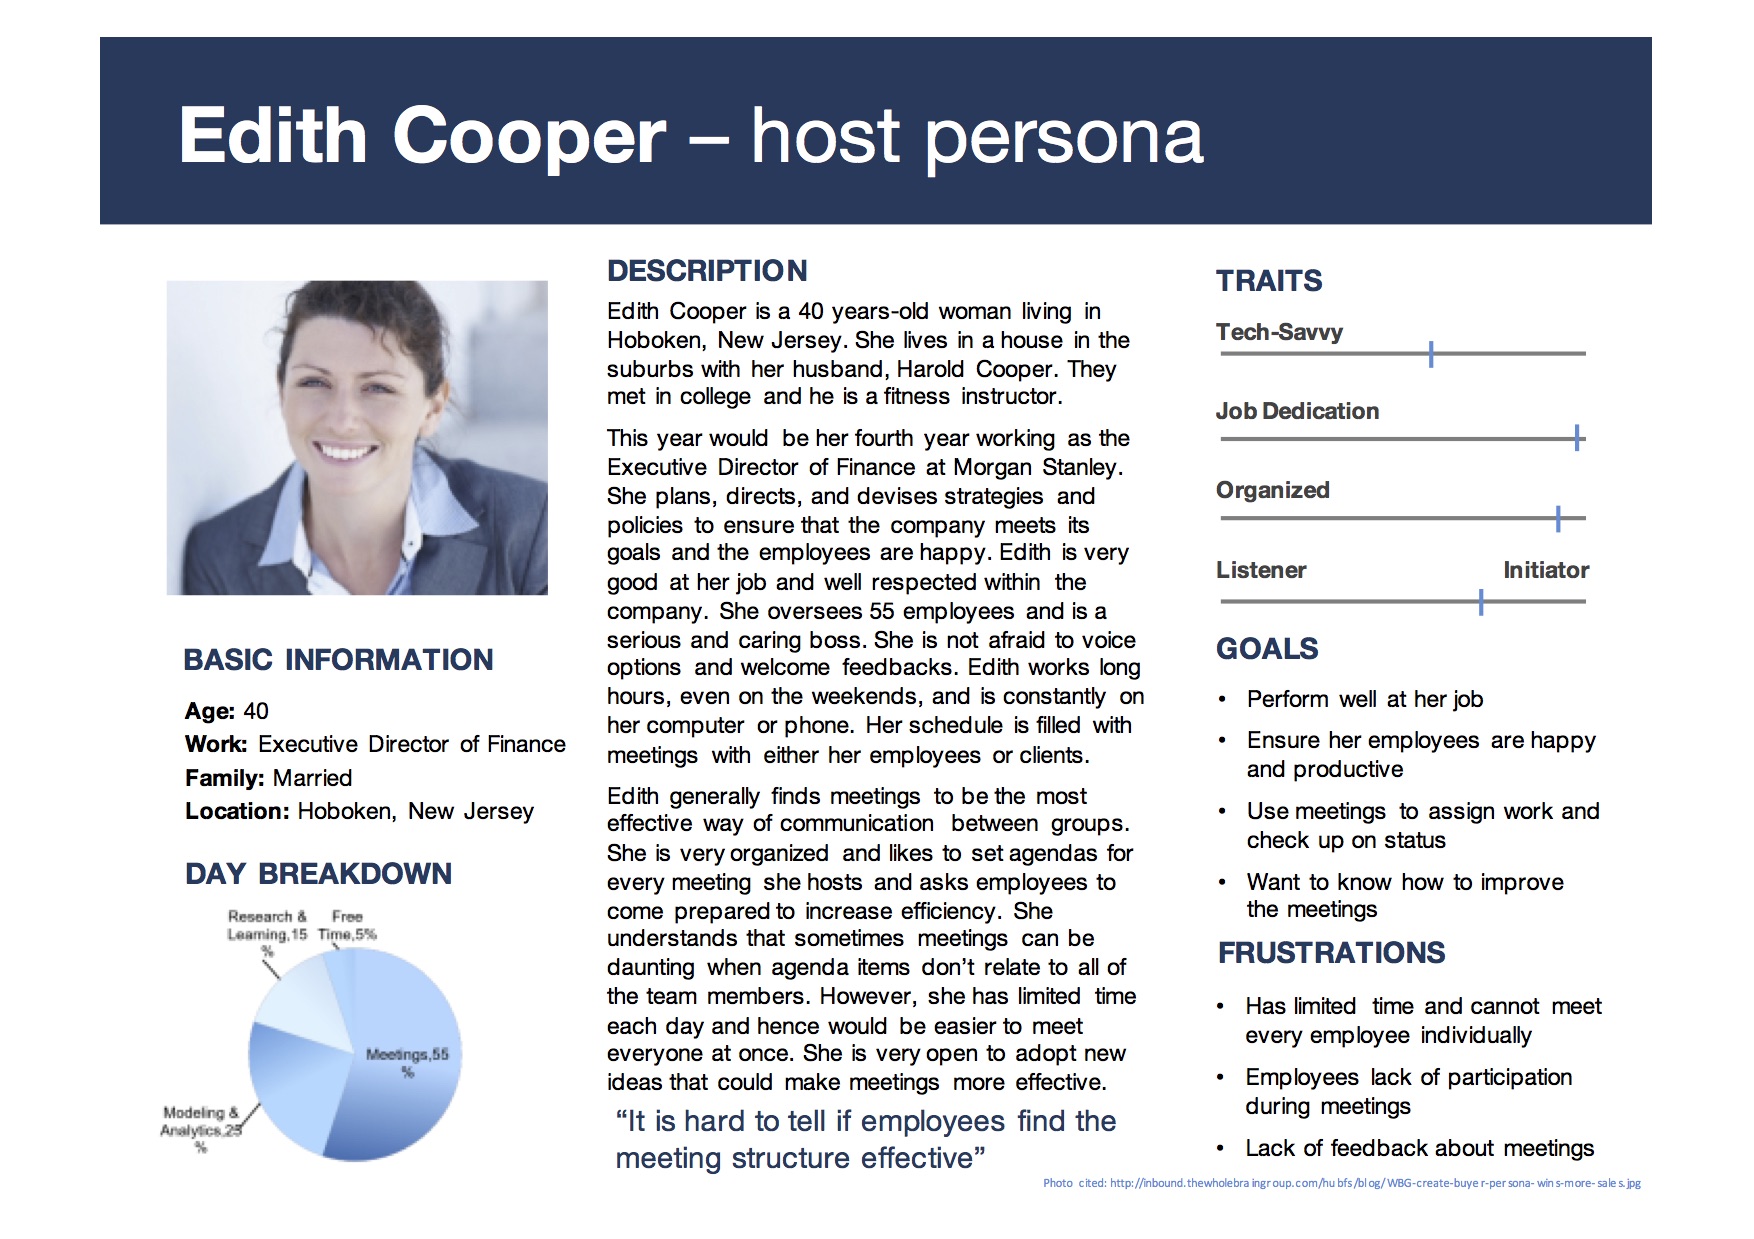 Edith Cooper – host persona
BASIC INFORMATION
Age: 40
Work: Executive Director of Finance
Family: Married
Location: Hoboken, New Jersey
DAY BREAKDOWN
Research &
Learning,15
%
Free
Time,5%
Meetings,55
%
Modeling &
Analytics,25
%
DESCRIPTION
Edith Cooper is a 40 years-old woman living in
Hoboken, New Jersey. She lives in a house in the
suburbs with her husband, Harold Cooper. They
met in college and he is a fitness instructor.
This year would be her fourth year working as the
Executive Director of Finance at Morgan Stanley.
She plans, directs, and devises strategies and
policies to ensure that the company meets its
goals and the employees are happy. Edith is very
good at her job and well respected within the
company. She oversees 55 employees and is a
serious and caring boss. She is not afraid to voice
options and welcome feedbacks. Edith works long
hours, even on the weekends, and is constantly on
her computer or phone. Her schedule is filled with
meetings with either her employees or clients.
Edith generally finds meetings to be the most
effective way of communication between groups.
She is very organized and likes to set agendas for
every meeting she hosts and asks employees to
come prepared to increase efficiency. She
understands that sometimes meetings can be
daunting when agenda items don’t relate to all of
the team members. However, she has limited time
each day and hence would be easier to meet
everyone at once. She is very open to adopt new
ideas that could make meetings more effective.
“It is hard to tell if employees find the
meeting structure effective”
TRAITS
Tech-Savvy
Job Dedication
Organized
Listener Initiator
GOALS
• Perform well at her job
• Ensure her employees are happy
and productive
• Use meetings to assign work and
check up on status
• Want to know how to improve
the meetings
FRUSTRATIONS
• Has limited time and cannot meet
every employee individually
• Employees lack of participation
during meetings
• Lack of feedback about meetings
Photo cited: http://inbound.thewholebraingroup.com/hubfs/blog/WBG-create-buyer-persona-wins-more-sales.jpg